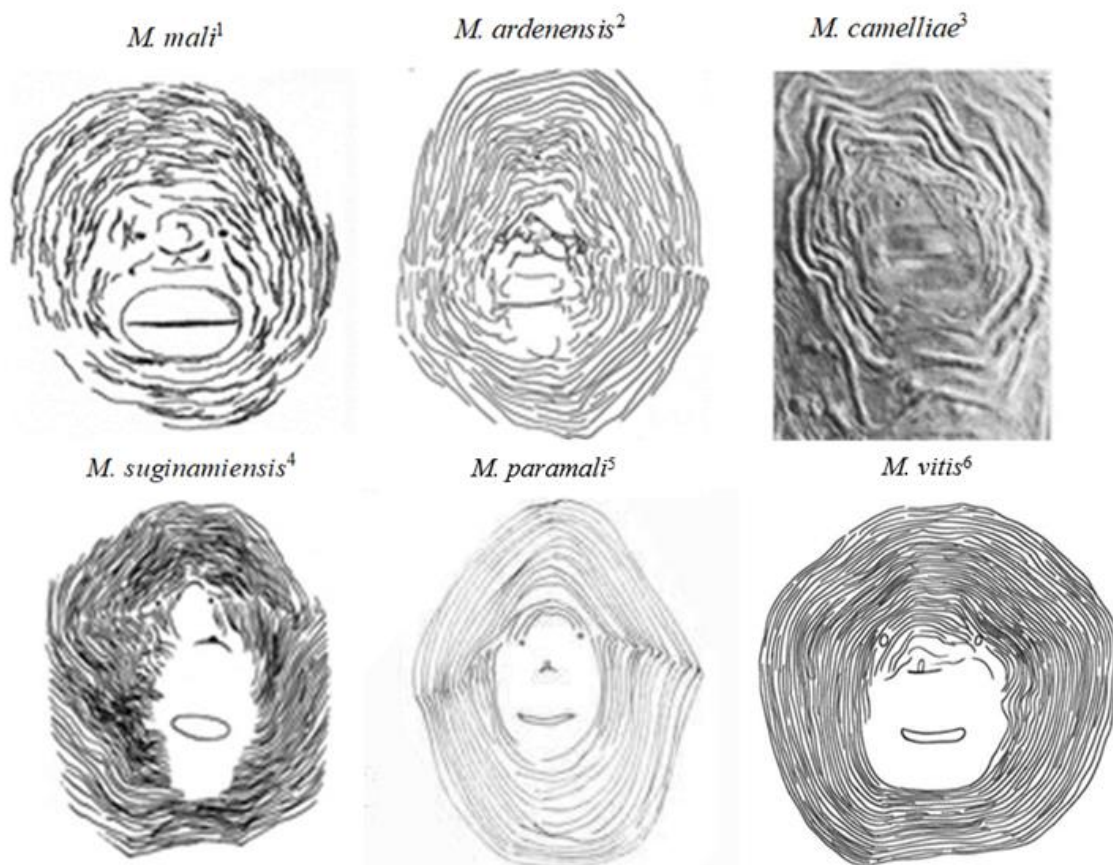 M. mali¹ M. ardenensis² M. camelliae³
M. suginamiensis⁴ M. paramali⁵ M. vitis⁶